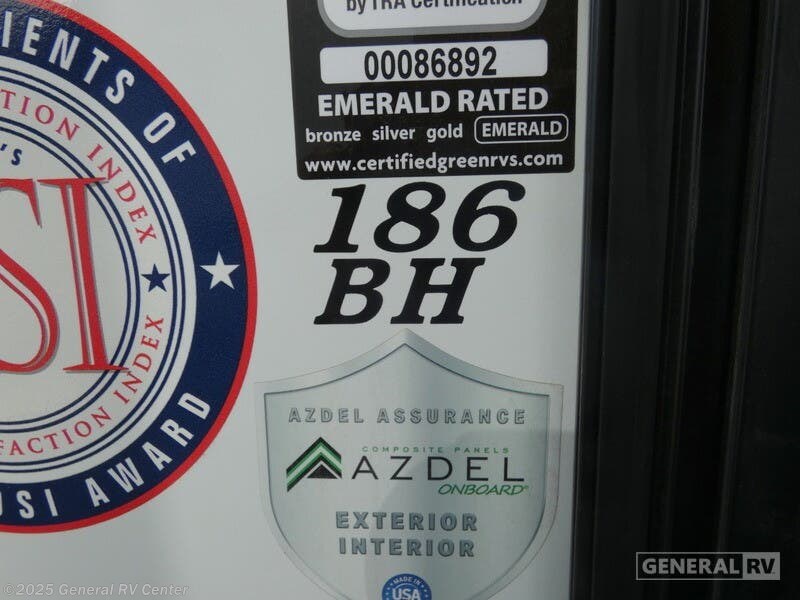 by TRA Certification
00086892
EMERALD RATED
bronze silver gold EMERALD
www.certifiedgreenrvs.com
186
BH
IENTS OF
TION INDEX
'S
SI
FACTION INDEX
DSI AWARD
AZDEL ASSURANCE
COMPOSITE PANELS
AZDEL
ONBOARD®
EXTERIOR
INTERIOR
MADE IN
USA
©2025 General RV Center
GENERAL RV